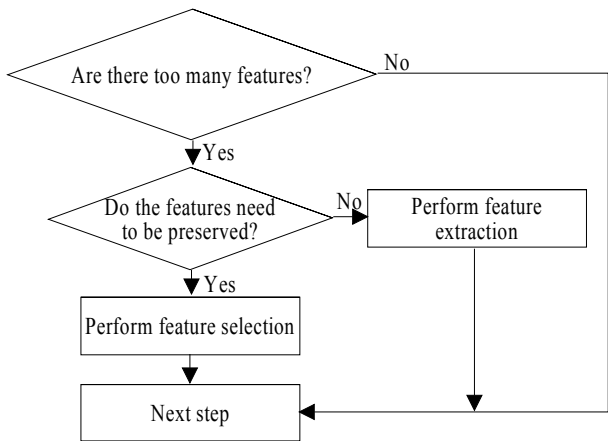 Are there too many features?
No
Yes
Do the features need
to be preserved?
No
Perform feature
extraction
Yes
Perform feature selection
Next step